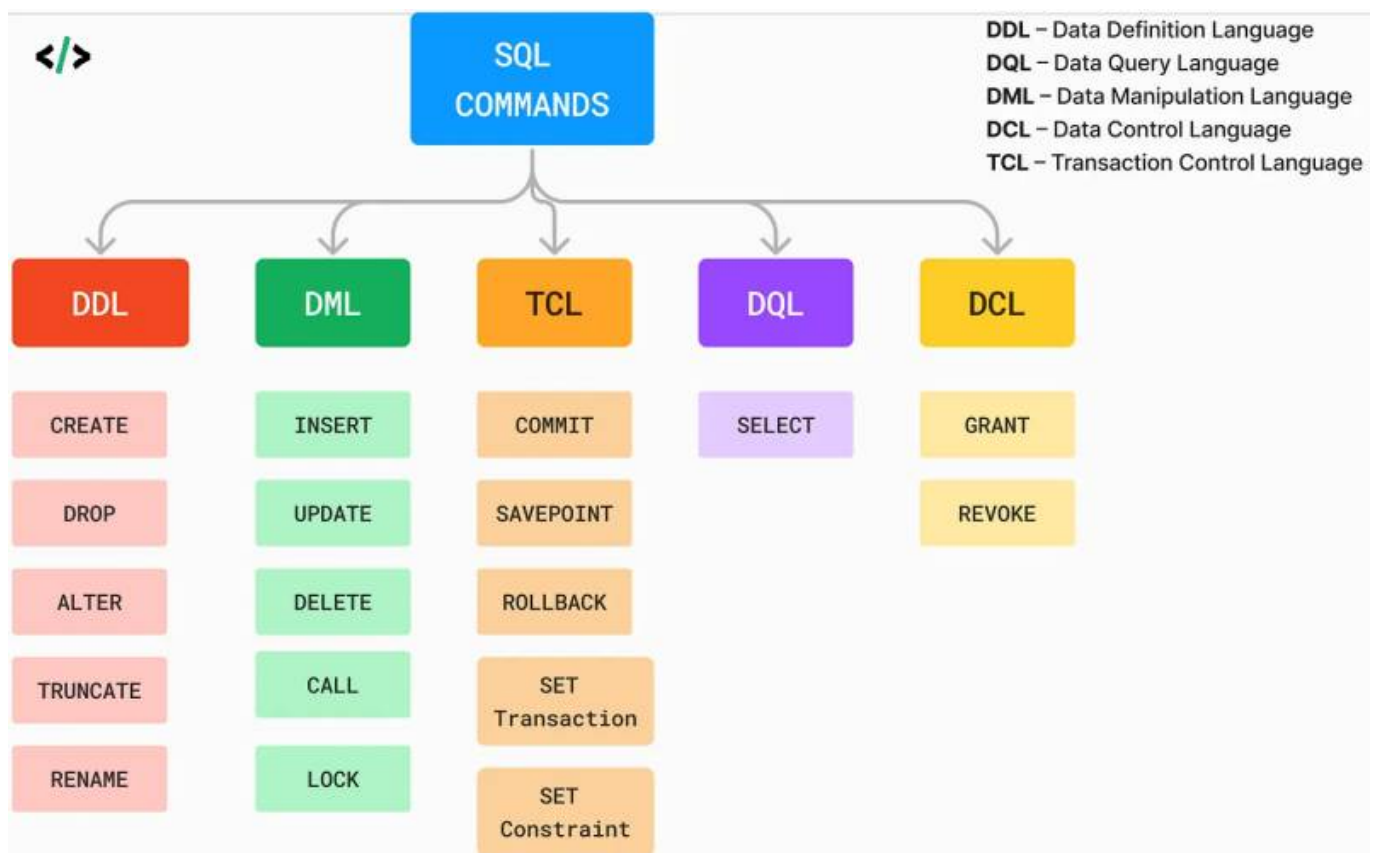 </>
SQL
COMMANDS
DDL – Data Definition Language
DQL – Data Query Language
DML – Data Manipulation Language
DCL – Data Control Language
TCL – Transaction Control Language
DDL
DML
TCL
DQL
DCL
CREATE
INSERT
COMMIT
SELECT
GRANT
DROP
UPDATE
SAVEPOINT
REVOKE
ALTER
DELETE
ROLLBACK
TRUNCATE
CALL
SET
Transaction
RENAME
LOCK
SET
Constraint